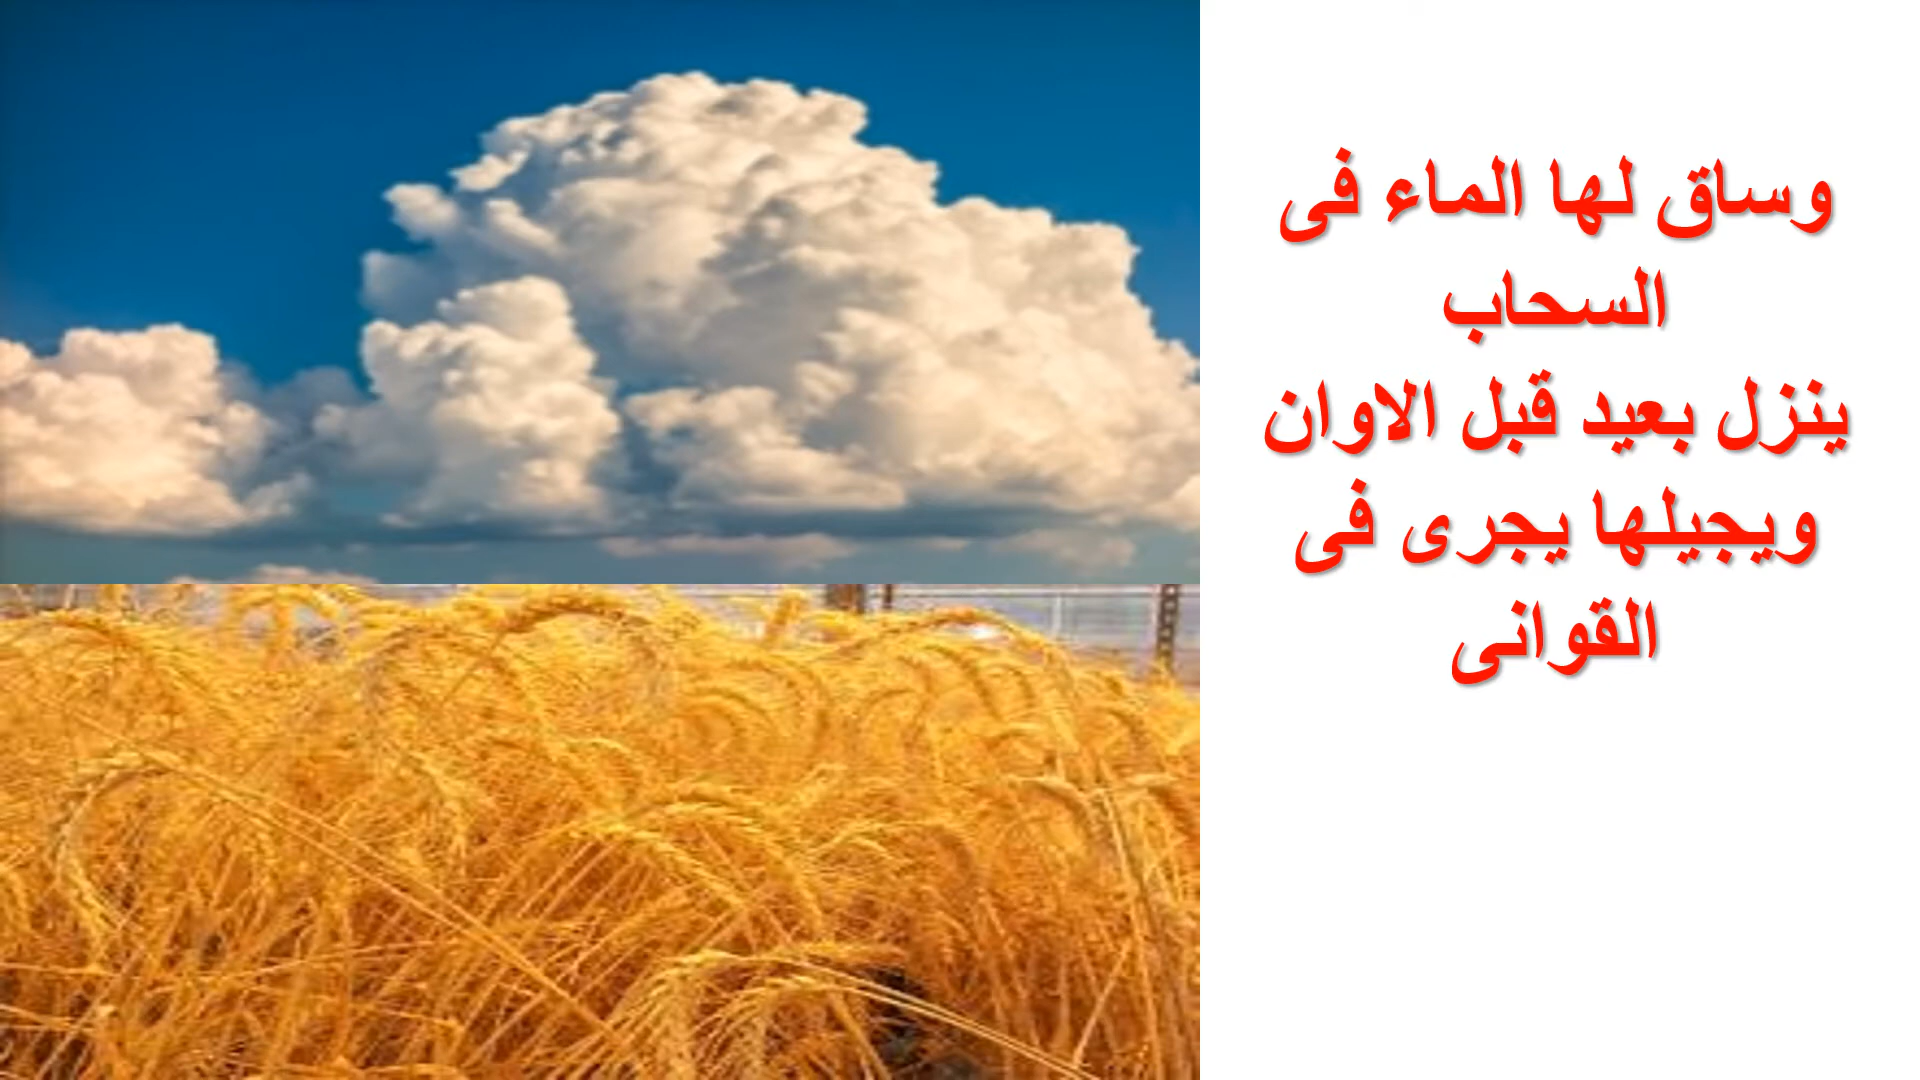 وساق لها الماء فى
السحاب
ينزل بعيد قبل الاوان
ويجيلها يجرى فى
القوانى